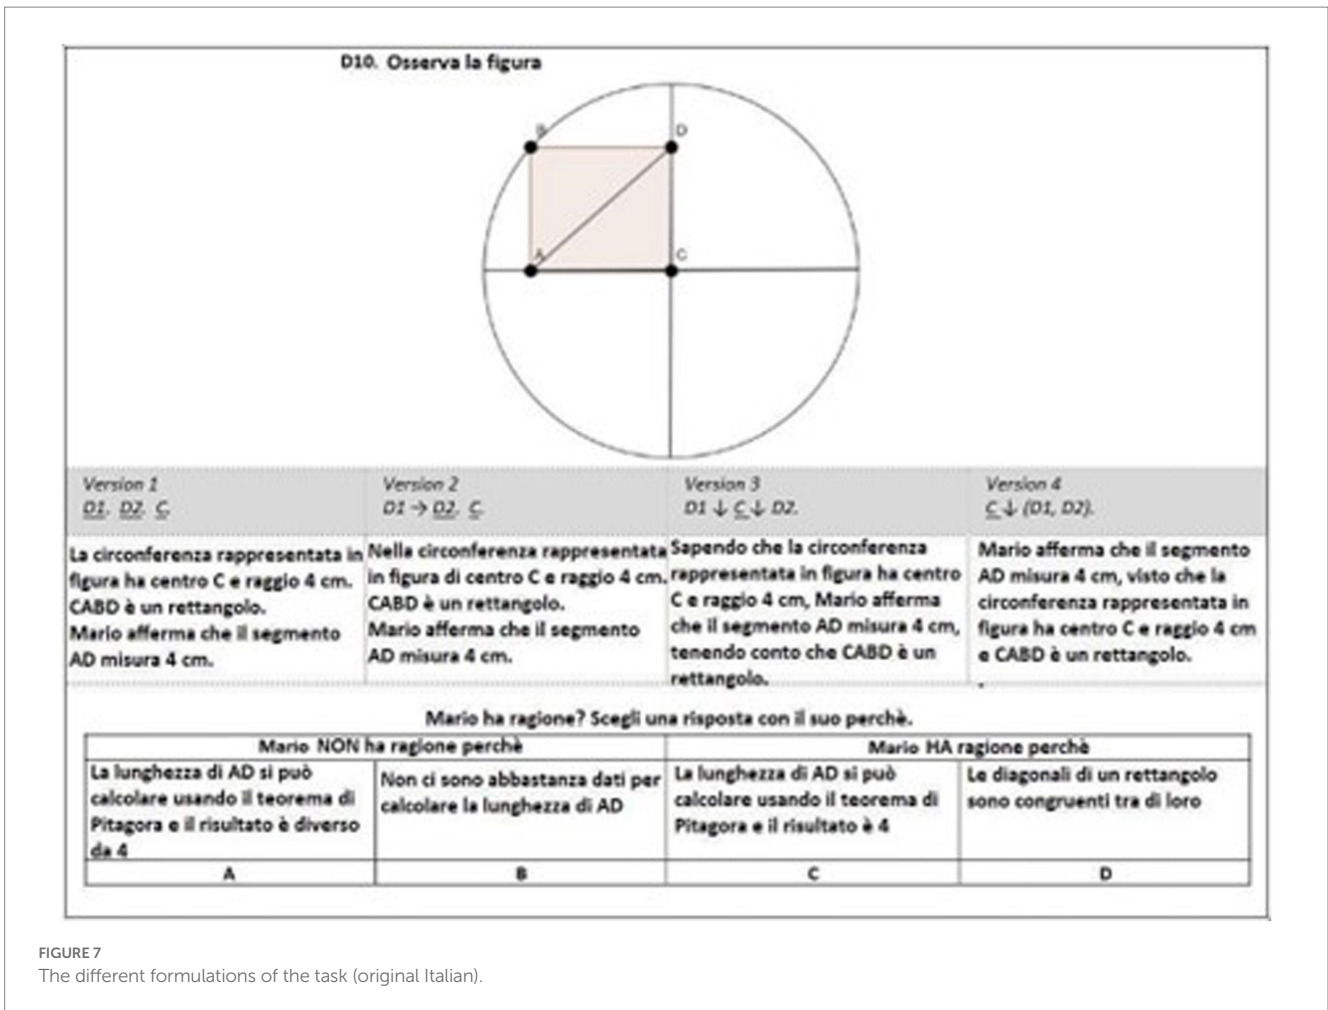 D10. Osserva la figura
B
D
A
C
Version 1
D1. D2. C.
Version 2
D1 → D2. C.
Version 3
D1 ↓ C ↓ D2.
Version 4
C ↓ (D1, D2).
La circonferenza rappresentata in
figura ha centro C e raggio 4 cm.
CABD è un rettangolo.
Mario afferma che il segmento
AD misura 4 cm.
Nella circonferenza rappresentata
in figura di centro C e raggio 4 cm.
CABD è un rettangolo.
Mario afferma che il segmento
AD misura 4 cm.
Sapendo che la circonferenza
rappresentata in figura ha centro
C e raggio 4 cm, Mario afferma
che il segmento AD misura 4 cm,
tenendo conto che CABD è un
rettangolo.
Mario afferma che il segmento
AD misura 4 cm, visto che la
circonferenza rappresentata in
figura ha centro C e raggio 4 cm
e CABD è un rettangolo.
Mario ha ragione? Scegli una risposta con il suo perchè.
Mario NON ha ragione perchè
Mario HA ragione perchè
La lunghezza di AD si può
calcolare usando il teorema di
Pitagora e il risultato è diverso
da 4
Non ci sono abbastanza dati per
calcolare la lunghezza di AD
La lunghezza di AD si può
calcolare usando il teorema di
Pitagora e il risultato è 4
Le diagonali di un rettangolo
sono congruenti tra di loro
A
B
C
D
FIGURE 7
The different formulations of the task (original Italian).